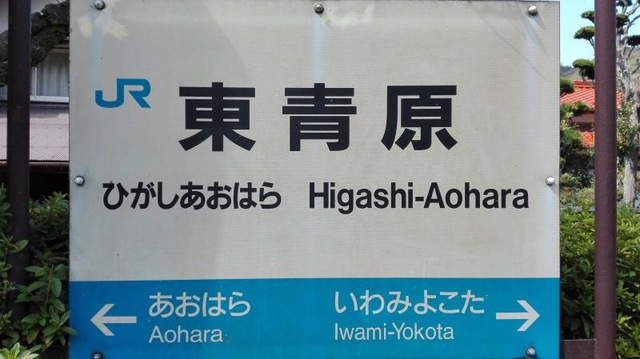 JR 東青原
ひがしあおはら Higashi-Aohara
← あおはら いわみよこた →
Aohara Iwami-Yokota